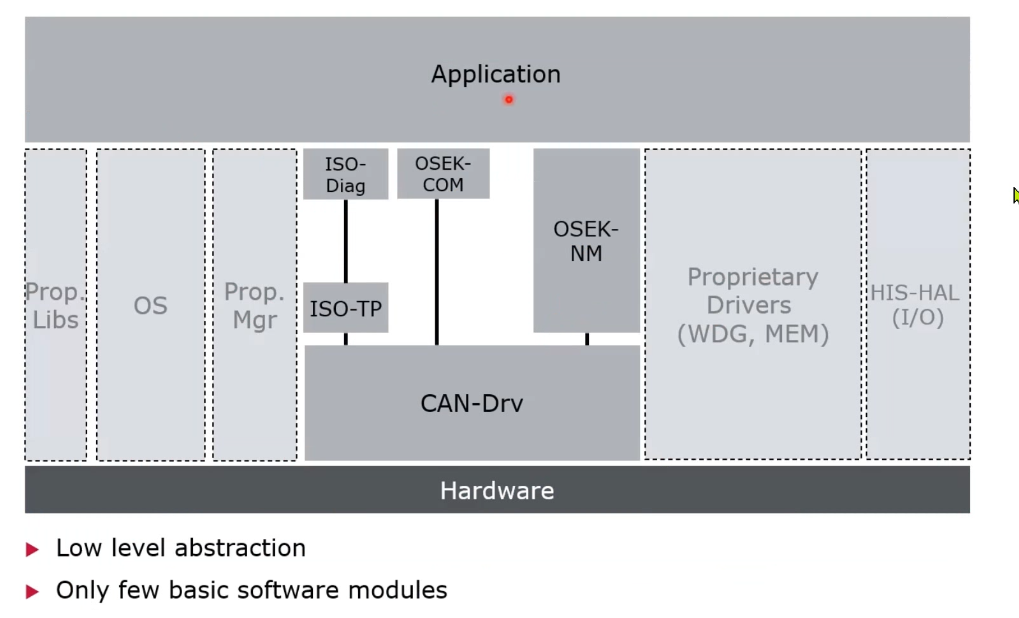 Application
Prop.
Libs
OS
Prop.
Mgr
ISO-
Diag
OSEK-
COM
ISO-TP
OSEK-
NM
CAN-Drv
Proprietary
Drivers
(WDG, MEM)
HIS-HAL
(I/O)
Hardware
Low level abstraction
Only few basic software modules